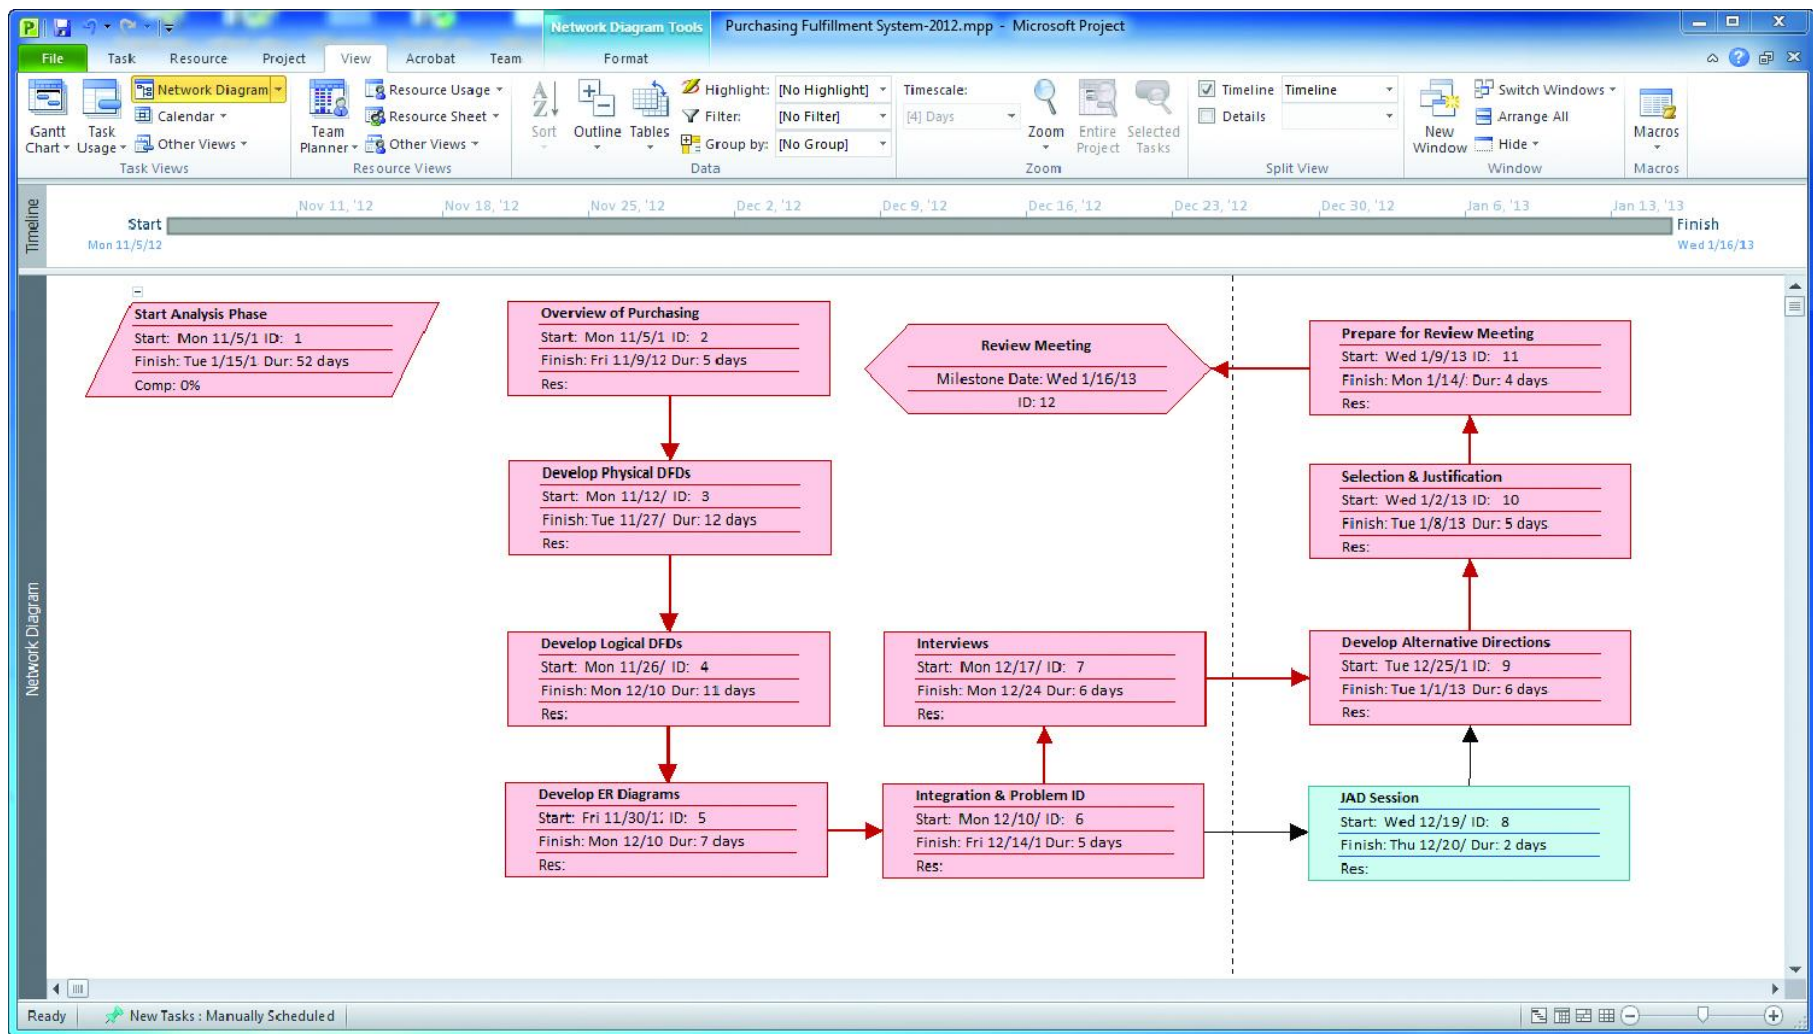 Network Diagram Tools
Purchasing Fulfillment System-2012.mpp - Microsoft Project
File Task Resource Project View Acrobat Team Format
Gantt Chart
Task Usage
Network Diagram
Calendar
Other Views
Task Views
Team Planner
Resource Usage
Resource Sheet
Other Views
Resource Views
Sort
Outline
Tables
Highlight: [No Highlight]
Filter: [No Filter]
Group by: [No Group]
Data
Timescale:
[4] Days
Zoom
Entire Project
Selected Tasks
Zoom
Timeline Timeline
Details
Split View
New Window
Switch Windows
Arrange All
Hide
Window
Macros
Macros
Timeline
Nov 11, '12 Nov 18, '12 Nov 25, '12 Dec 2, '12 Dec 9, '12 Dec 16, '12 Dec 23, '12 Dec 30, '12 Jan 6, '13 Jan 13, '13
Start
Mon 11/5/12
Finish
Wed 1/16/13
Network Diagram
Start Analysis Phase
Start: Mon 11/5/1 ID: 1
Finish: Tue 1/15/1 Dur: 52 days
Comp: 0%
Overview of Purchasing
Start: Mon 11/5/1 ID: 2
Finish: Fri 11/9/12 Dur: 5 days
Res:
Review Meeting
Milestone Date: Wed 1/16/13
ID: 12
Prepare for Review Meeting
Start: Wed 1/9/13 ID: 11
Finish: Mon 1/14/ Dur: 4 days
Res:
Develop Physical DFDs
Start: Mon 11/12/ ID: 3
Finish: Tue 11/27/ Dur: 12 days
Res:
Selection & Justification
Start: Wed 1/2/13 ID: 10
Finish: Tue 1/8/13 Dur: 5 days
Res:
Develop Logical DFDs
Start: Mon 11/26/ ID: 4
Finish: Mon 12/10 Dur: 11 days
Res:
Interviews
Start: Mon 12/17/ ID: 7
Finish: Mon 12/24 Dur: 6 days
Res:
Develop Alternative Directions
Start: Tue 12/25/1 ID: 9
Finish: Tue 1/1/13 Dur: 6 days
Res:
Develop ER Diagrams
Start: Fri 11/30/1 ID: 5
Finish: Mon 12/10 Dur: 7 days
Res:
Integration & Problem ID
Start: Mon 12/10/ ID: 6
Finish: Fri 12/14/1 Dur: 5 days
Res:
JAD Session
Start: Wed 12/19/ ID: 8
Finish: Thu 12/20/ Dur: 2 days
Res:
Ready
New Tasks : Manually Scheduled